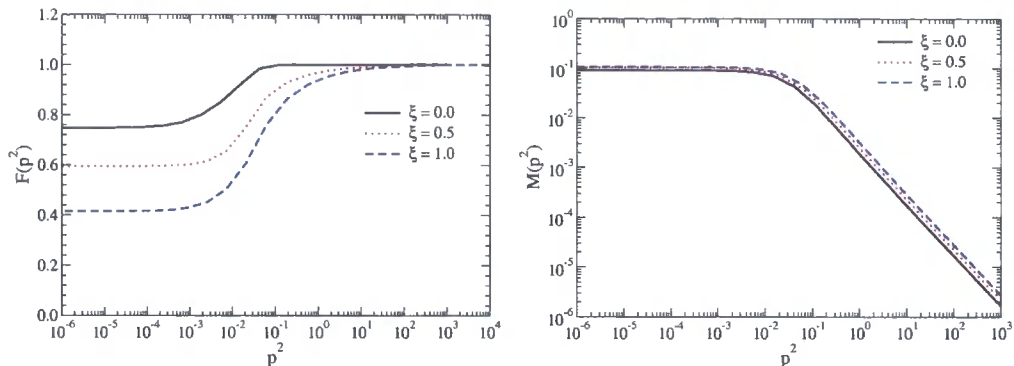 F(p²)
1.2
1.0
0.8
0.6
0.4
0.2
0.0
10⁻⁶ 10⁻⁵ 10⁻⁴ 10⁻³ 10⁻² 10⁻¹ 10⁰ 10¹ 10² 10³ 10⁴
p²
ξ = 0.0
ξ = 0.5
ξ = 1.0
M(p²)
10⁰
10⁻¹
10⁻²
10⁻³
10⁻⁴
10⁻⁵
10⁻⁶
10⁻⁶ 10⁻⁵ 10⁻⁴ 10⁻³ 10⁻² 10⁻¹ 10⁰ 10¹ 10² 10³
p²
ξ = 0.0
ξ = 0.5
ξ = 1.0